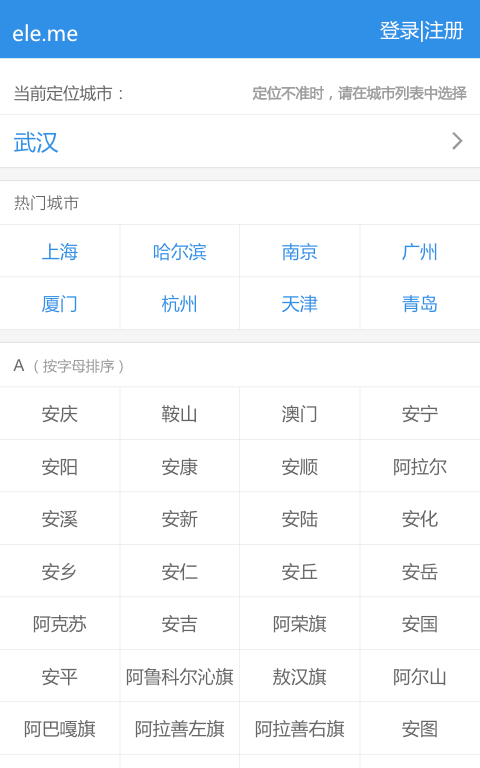 ele.me 登录|注册
当前定位城市： 定位不准时，请在城市列表中选择
武汉
热门城市
上海 哈尔滨 南京 广州
厦门 杭州 天津 青岛
A （按字母排序）
安庆 鞍山 澳门 安宁
安阳 安康 安顺 阿拉尔
安溪 安新 安陆 安化
安乡 安仁 安丘 安岳
阿克苏 安吉 阿荣旗 安国
安平 阿鲁科尔沁旗 敖汉旗 阿尔山
阿巴嘎旗 阿拉善左旗 阿拉善右旗 安图